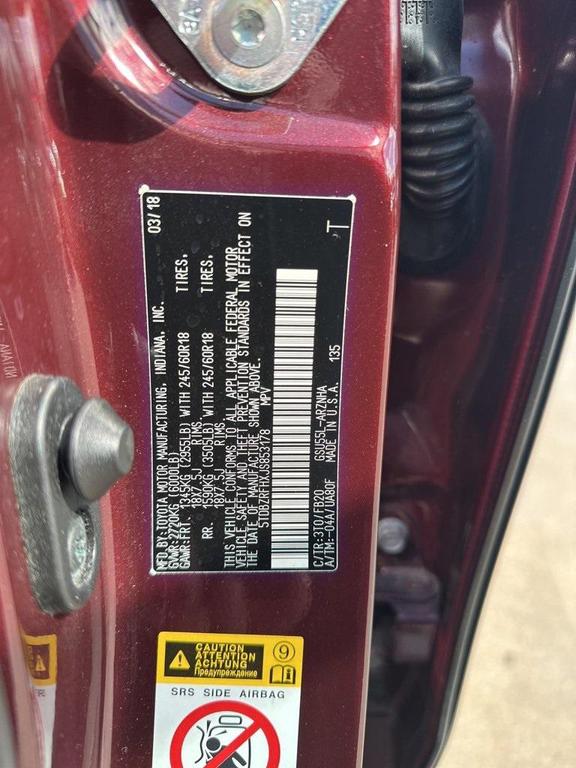 MFD.BY:TOYOTA MOTOR MANUFACTURING, INDIANA, INC. 03/18
GVWR:2720KG (6000LB)
GAWR:FRT. 1345KG (2955LB) WITH 245/60R18 TIRES.
18X7.5J RIMS
RR. 1590KG (3505LB) WITH 245/60R18 TIRES.
18X7.5J RIMS
THIS VEHICLE CONFORMS TO ALL APPLICABLE FEDERAL MOTOR
VEHICLE SAFETY AND THEFT PREVENTION STANDARDS IN EFFECT ON
THE DATE OF MANUFACTURE SHOWN ABOVE.
5TDBZRFHXJS853178 MPV
C/TR:3T0/FB20 GSU55L-ARZNHA
A/TM:-04A/UA80F MADE IN U.S.A. 135 T
CAUTION
ATTENTION
ACHTUNG
Предупреждение
9
SRS SIDE AIRBAG